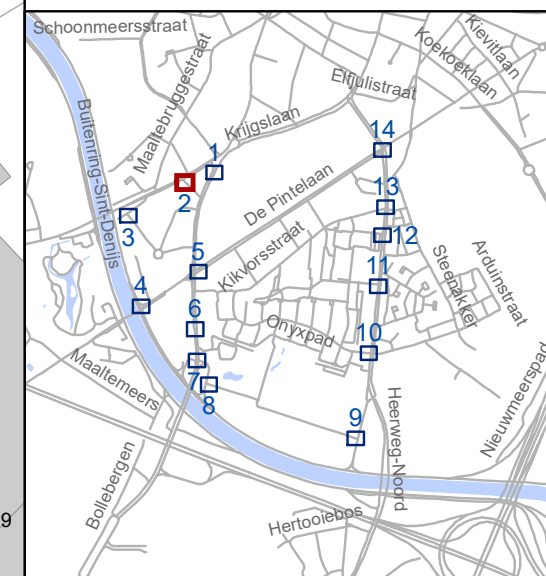 Schoonmeersstraat
Kievitlaan
Koekoeklaan
Maaltebruggestraat
Elfjulistraat
Krijgslaan
Buitenring-Sint-Denijs
14
1
2
De Pintelaan
13
3
12
Kikvorsstraat
Steenakker
Arduinstraat
5
11
4
6
Onyxpad
10
Maaltemeers
7
8
Heerweg-Noord
Nieuwmeerspad
9
Bollebergen
Hertooiebos
9